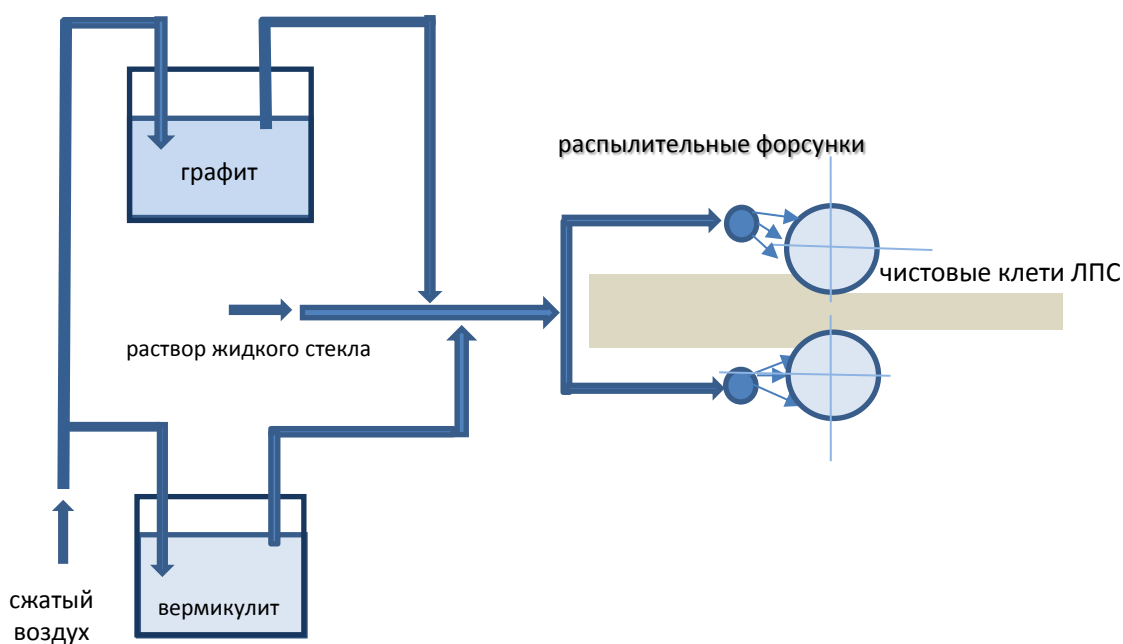 распылительные форсунки
графит
чистовые клети ЛПС
раствор жидкого стекла
вермикулит
сжатый
воздух